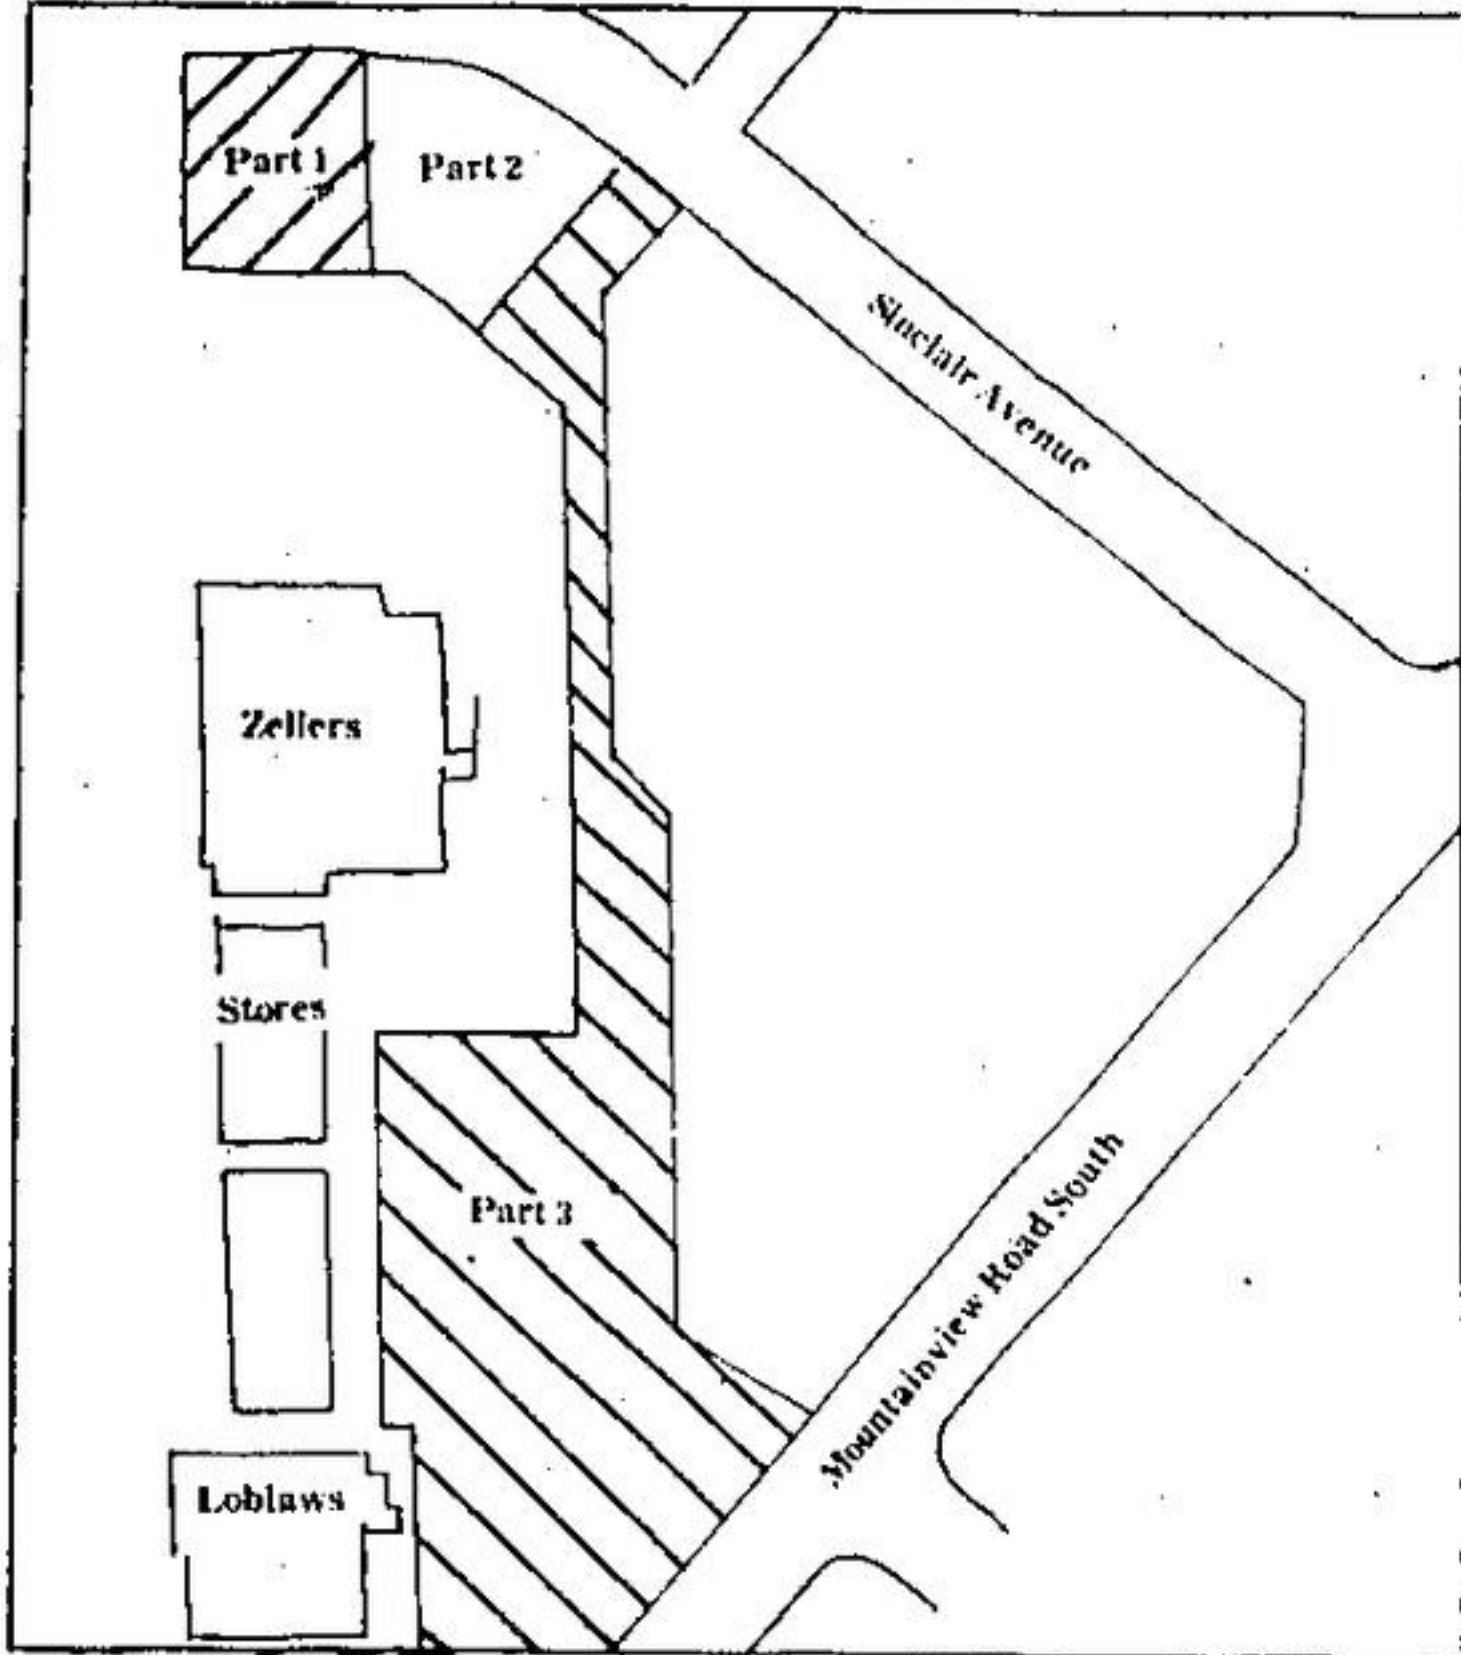 Part 1
Part 2
Sinclair Avenue
Zellers
Stores
Part 3
Mountainview Road South
Loblaws